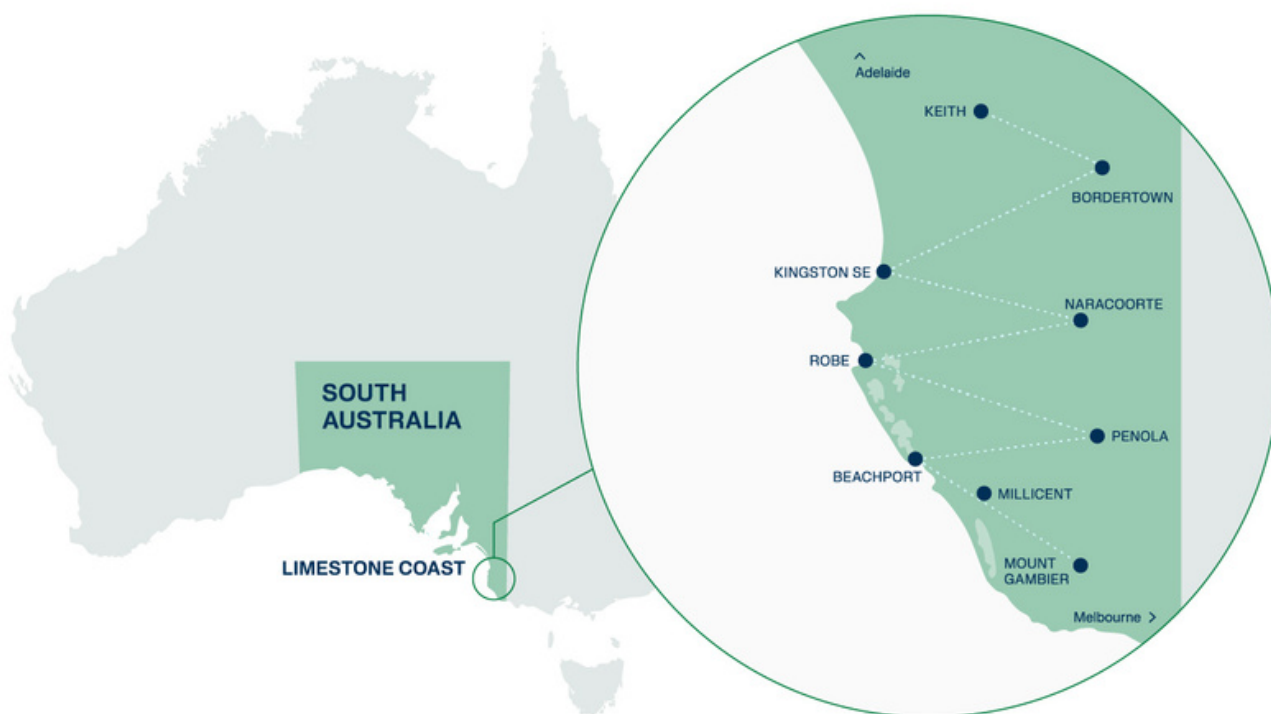 SOUTH
AUSTRALIA
LIMESTONE COAST
^
Adelaide
KEITH
BORDERTOWN
KINGSTON SE
NARACOORTE
ROBE
PENOLA
BEACHPORT
MILLICENT
MOUNT
GAMBIER
Melbourne >